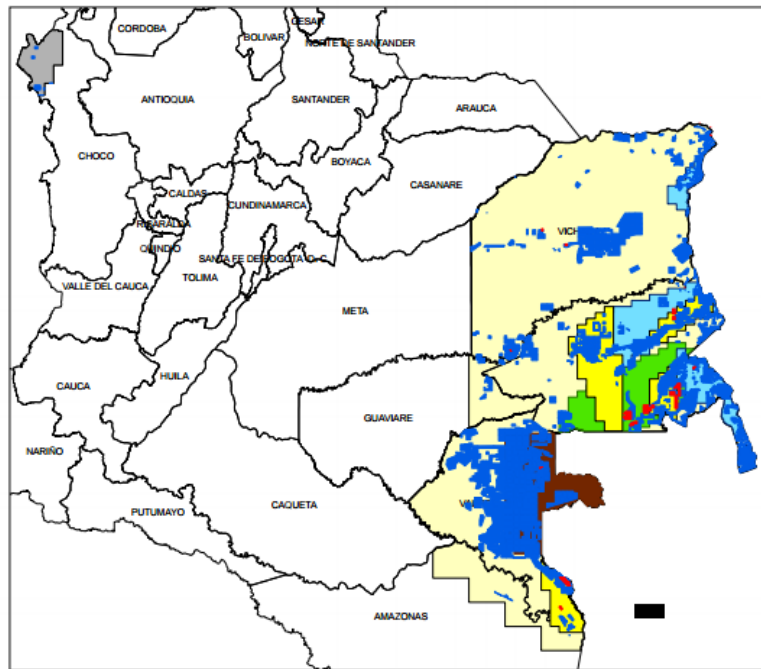 CORDOBA
BOLIVAR
CESAR
NORTE DE SANTANDER
ANTIOQUIA
SANTANDER
ARAUCA
CHOCO
BOYACA
CASANARE
CALDAS
CUNDINAMARCA
RISARALDA
VICH
QUINDIO
SANTA FE DE BOGOTA D. C.
TOLIMA
VALLE DEL CAUCA
META
HUILA
CAUCA
GUAVIARE
NARIÑO
CAQUETA
PUTUMAYO
AMAZONAS